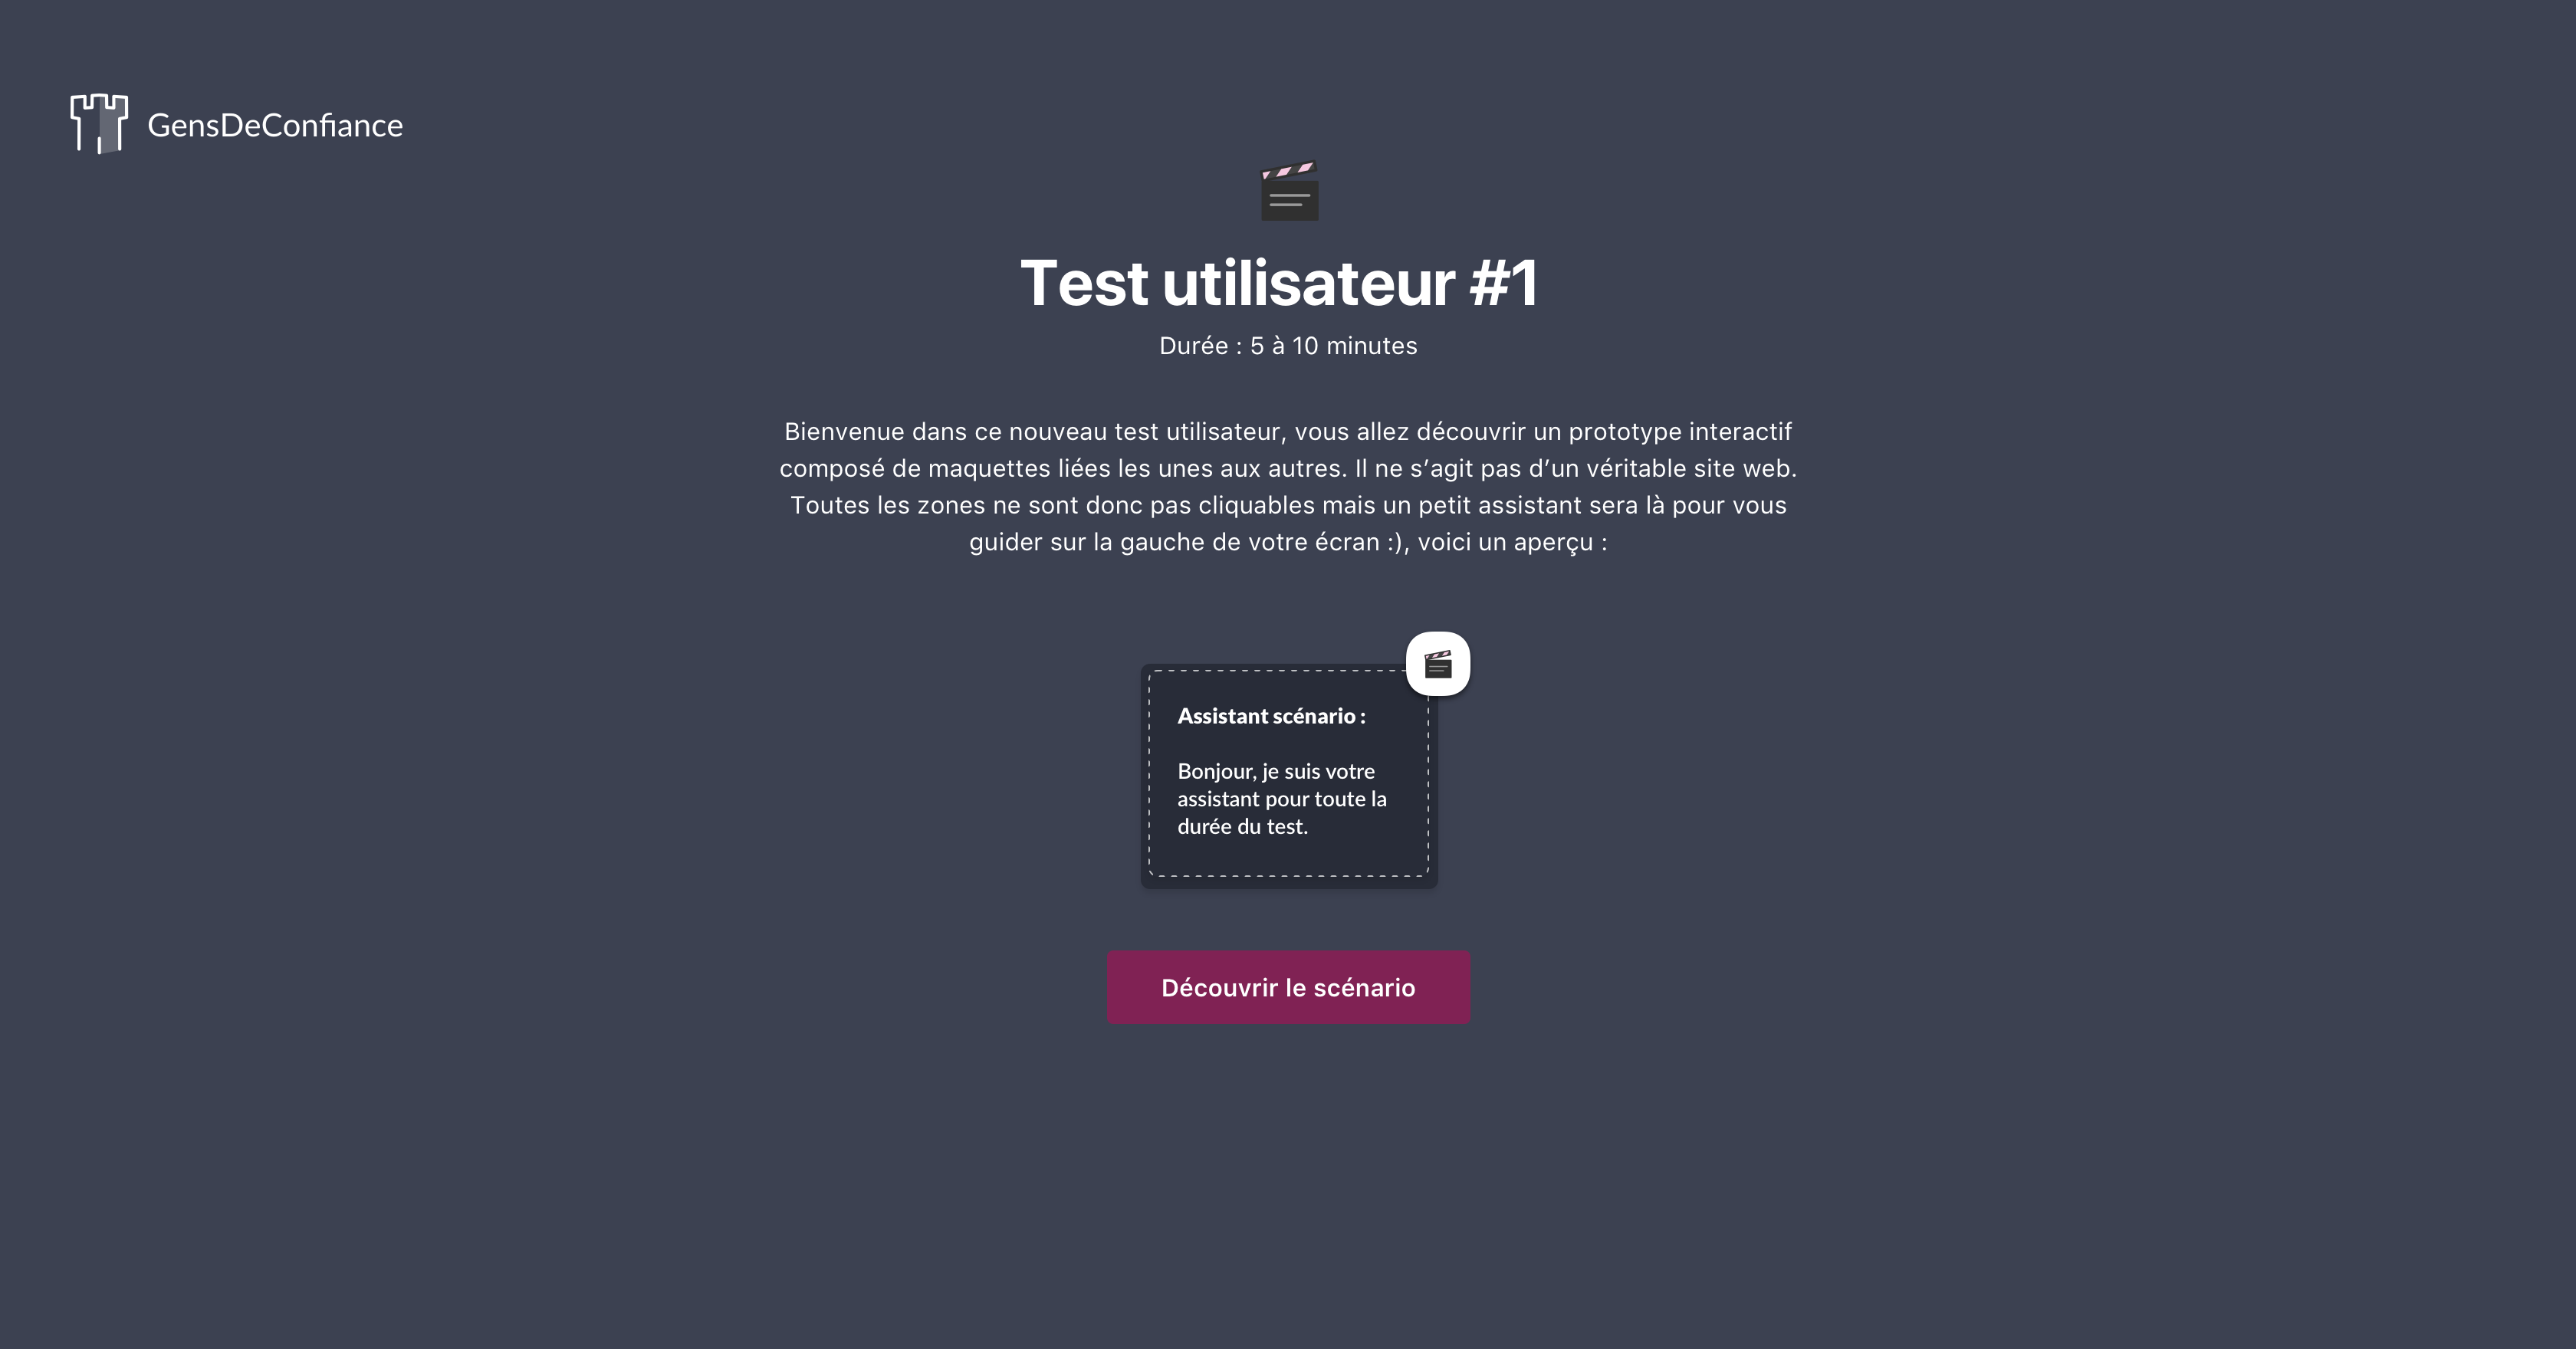 GensDeConfiance
Test utilisateur #1
Durée : 5 à 10 minutes
Bienvenue dans ce nouveau test utilisateur, vous allez découvrir un prototype interactif
composé de maquettes liées les unes aux autres. Il ne s’agit pas d’un véritable site web.
Toutes les zones ne sont donc pas cliquables mais un petit assistant sera là pour vous
guider sur la gauche de votre écran :), voici un aperçu :
Assistant scénario :
Bonjour, je suis votre
assistant pour toute la
durée du test.
Découvrir le scénario